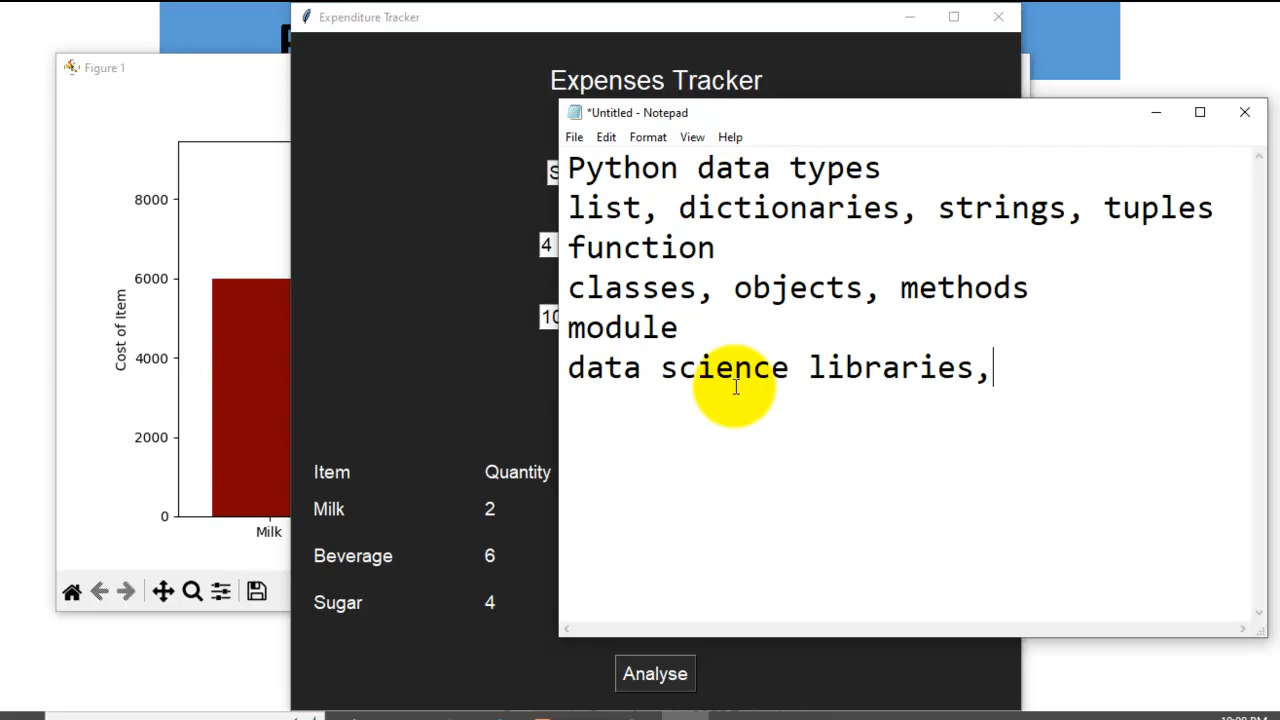 Expenditure Tracker
Figure 1
Expenses Tracker
*Untitled - Notepad
File Edit Format View Help
Python data types
list, dictionaries, strings, tuples
function
classes, objects, methods
module
data science libraries,
4
10
8000
6000
4000
2000
0
Cost of Item
Milk
Item Quantity
Milk 2
Beverage 6
Sugar 4
Analyse